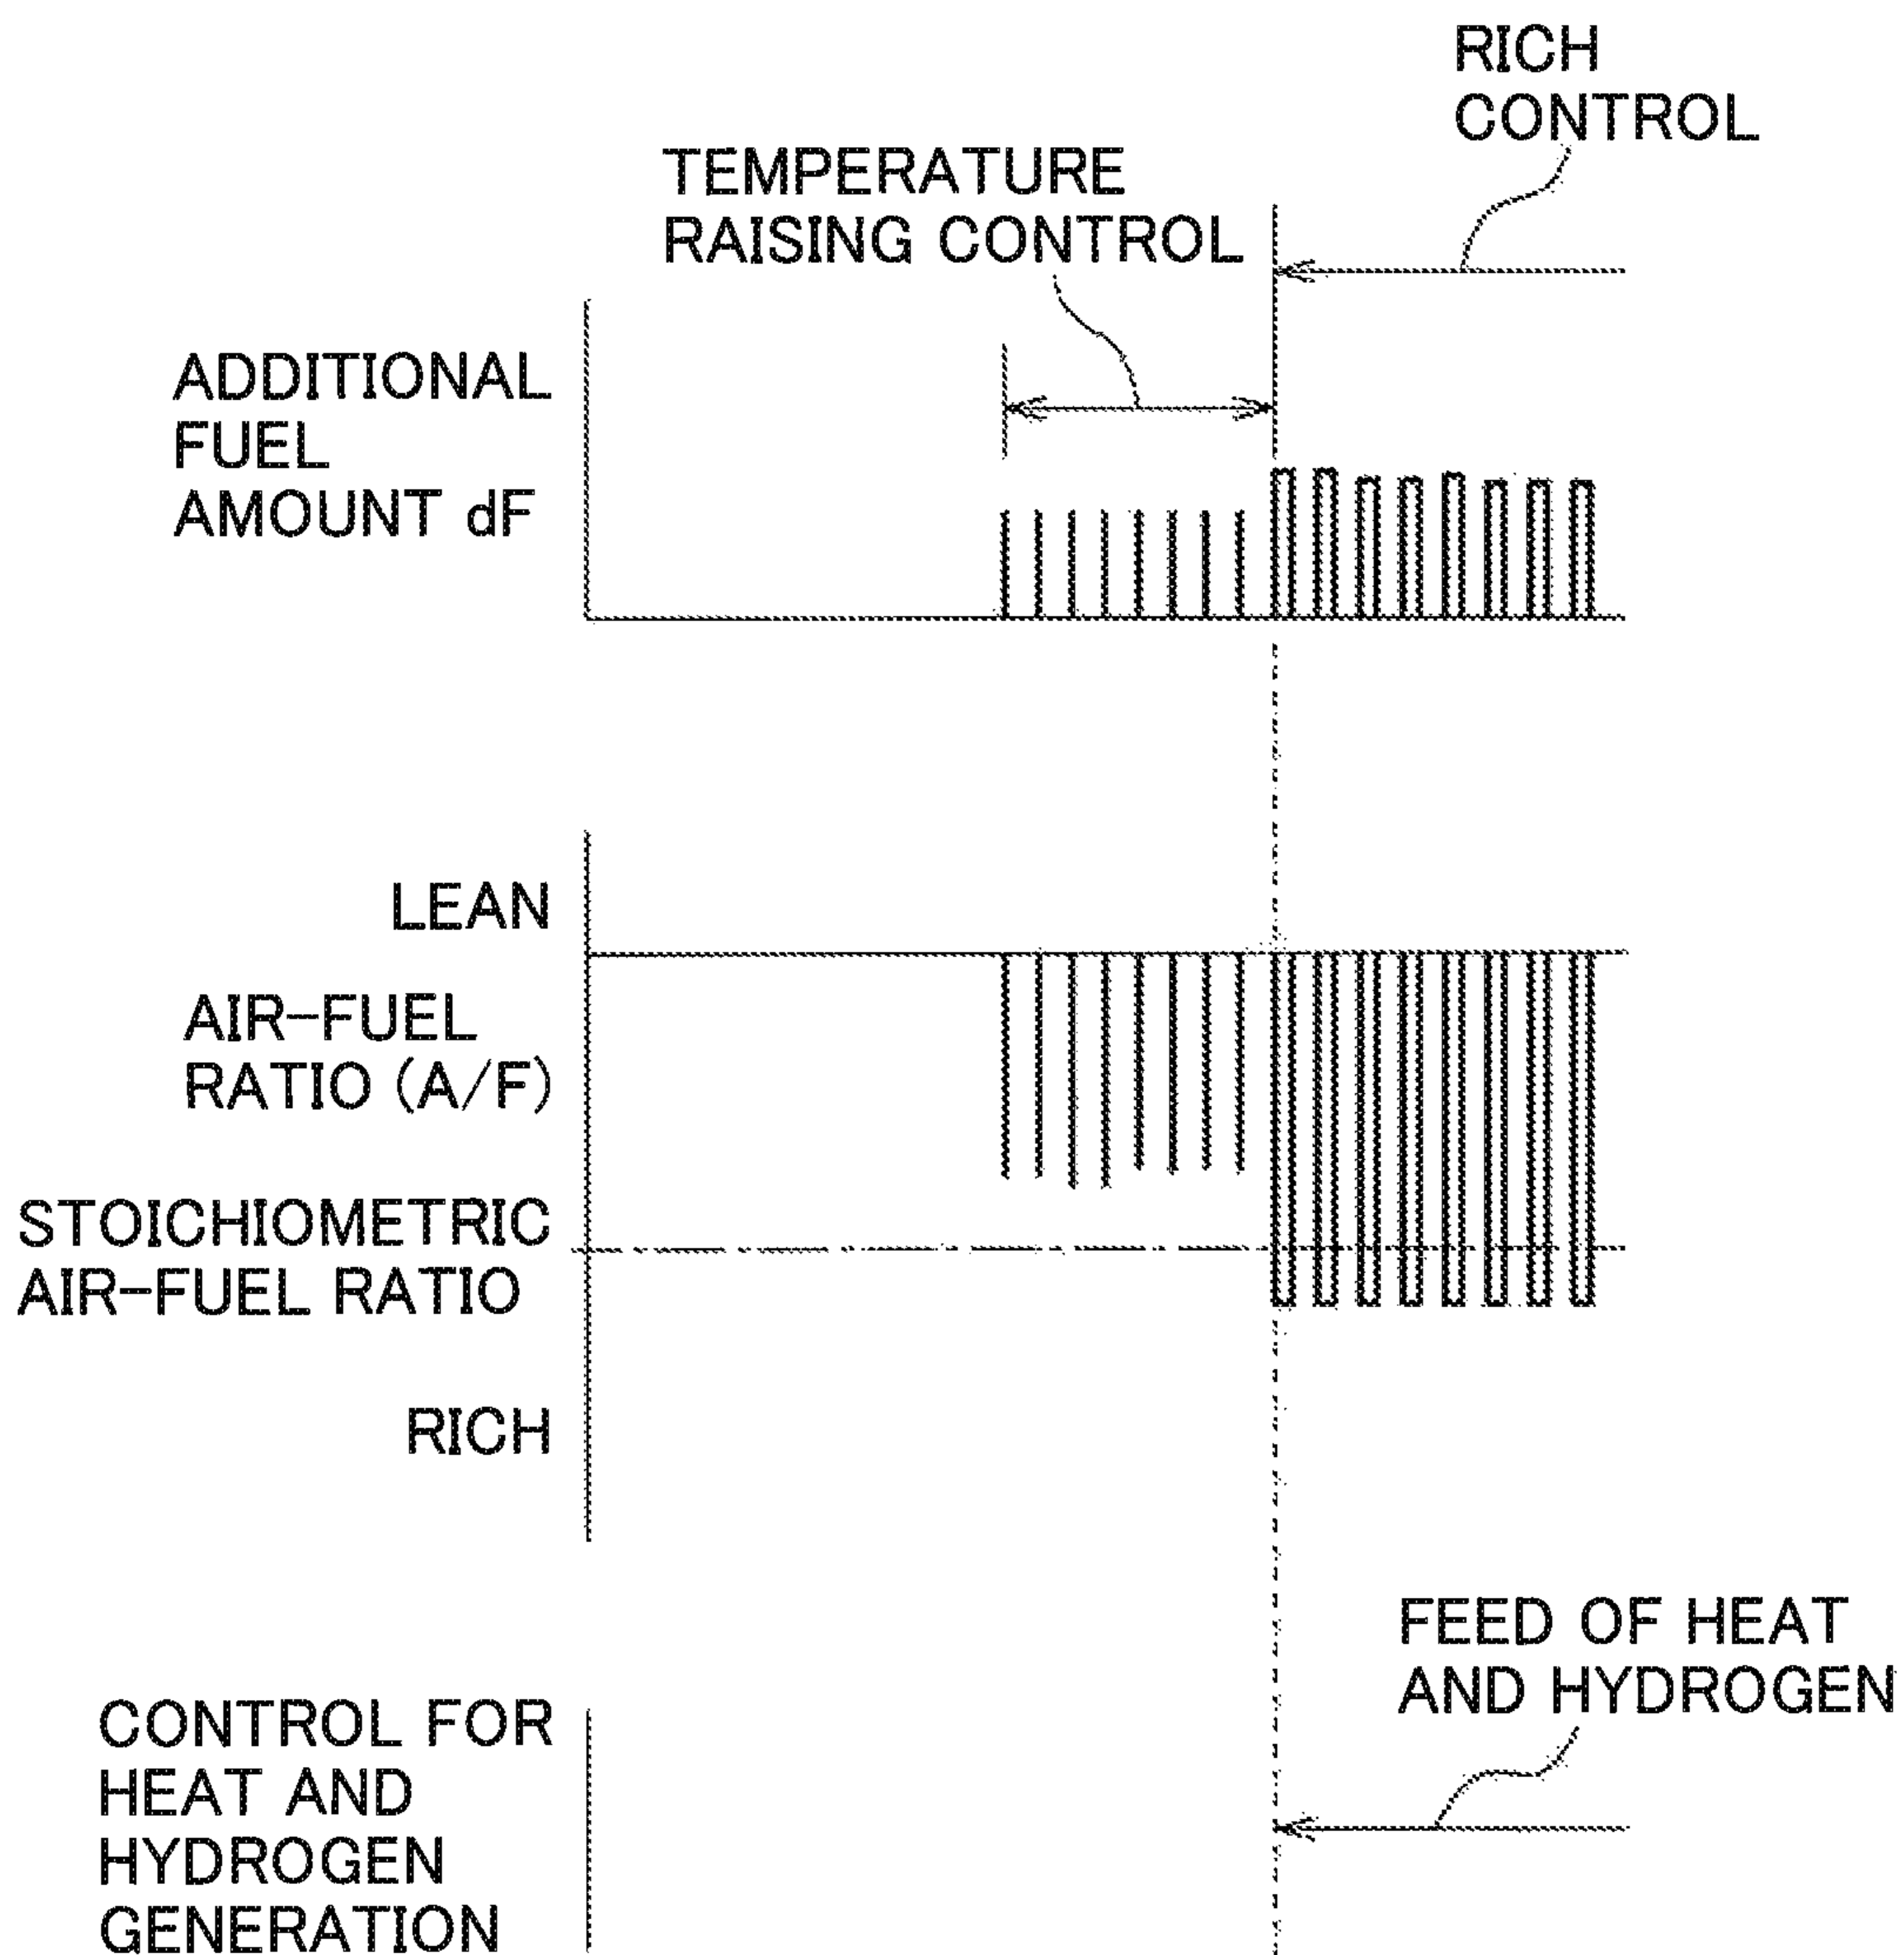 RICH
CONTROL
TEMPERATURE
RAISING CONTROL
ADDITIONAL
FUEL
AMOUNT dF
LEAN
AIR-FUEL
RATIO (A/F)
STOICHIOMETRIC
AIR-FUEL RATIO
RICH
FEED OF HEAT
AND HYDROGEN
CONTROL FOR
HEAT AND
HYDROGEN
GENERATION